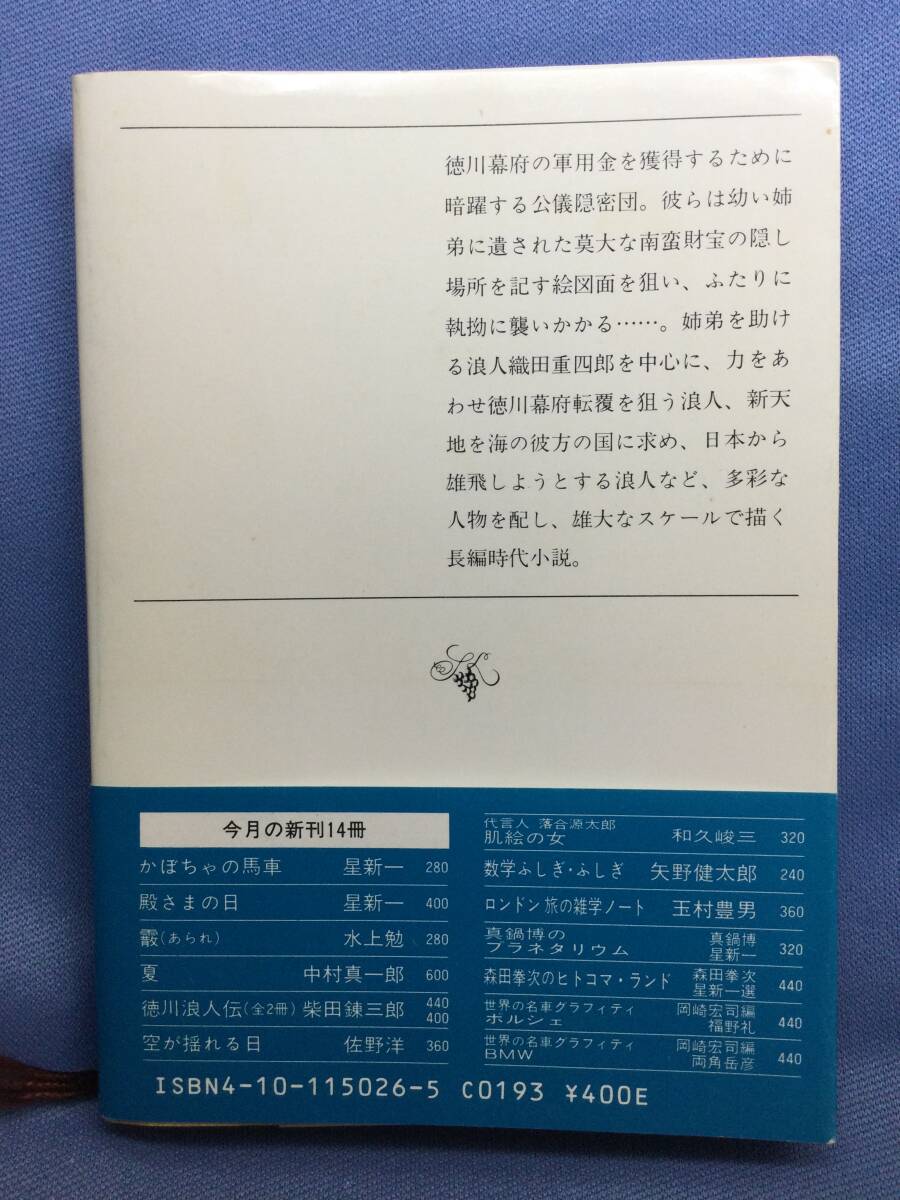 徳川幕府の軍用金を獲得するために
暗躍する公儀隠密団。彼らは幼い姉
弟に遺された莫大な南蛮財宝の隠し
場所を記す絵図面を狙い、ふたりに
執拗に襲いかかる……。姉弟を助け
る浪人織田重四郎を中心に、力をあ
わせ徳川幕府転覆を狙う浪人、新天
地を海の彼方の国に求め、日本から
雄飛しようとする浪人など、多彩な
人物を配し、雄大なスケールで描く
長編時代小説。
今月の新刊14冊
かぼちゃの馬車 星新一 280
殿さまの日 星新一 400
霰(あられ) 水上勉 280
夏 中村真一郎 600
徳川浪人伝(全2冊) 柴田錬三郎 440 400
空が揺れる日 佐野洋 360
代言人 落合源太郎
肌絵の女 和久峻三 320
数学ふしぎ・ふしぎ 矢野健太郎 240
ロンドン 旅の雑学ノート 玉村豊男 360
真鍋博の 真鍋博
プラネタリウム 星新一 320
森田拳次のヒトコマ・ランド 森田拳次 星新一選 440
世界の名車グラフィティ 岡崎宏司編
ポルシェ 福野礼 440
世界の名車グラフィティ 岡崎宏司編
BMW 両角岳彦 440
ISBN4-10-115026-5 C0193 ¥400E